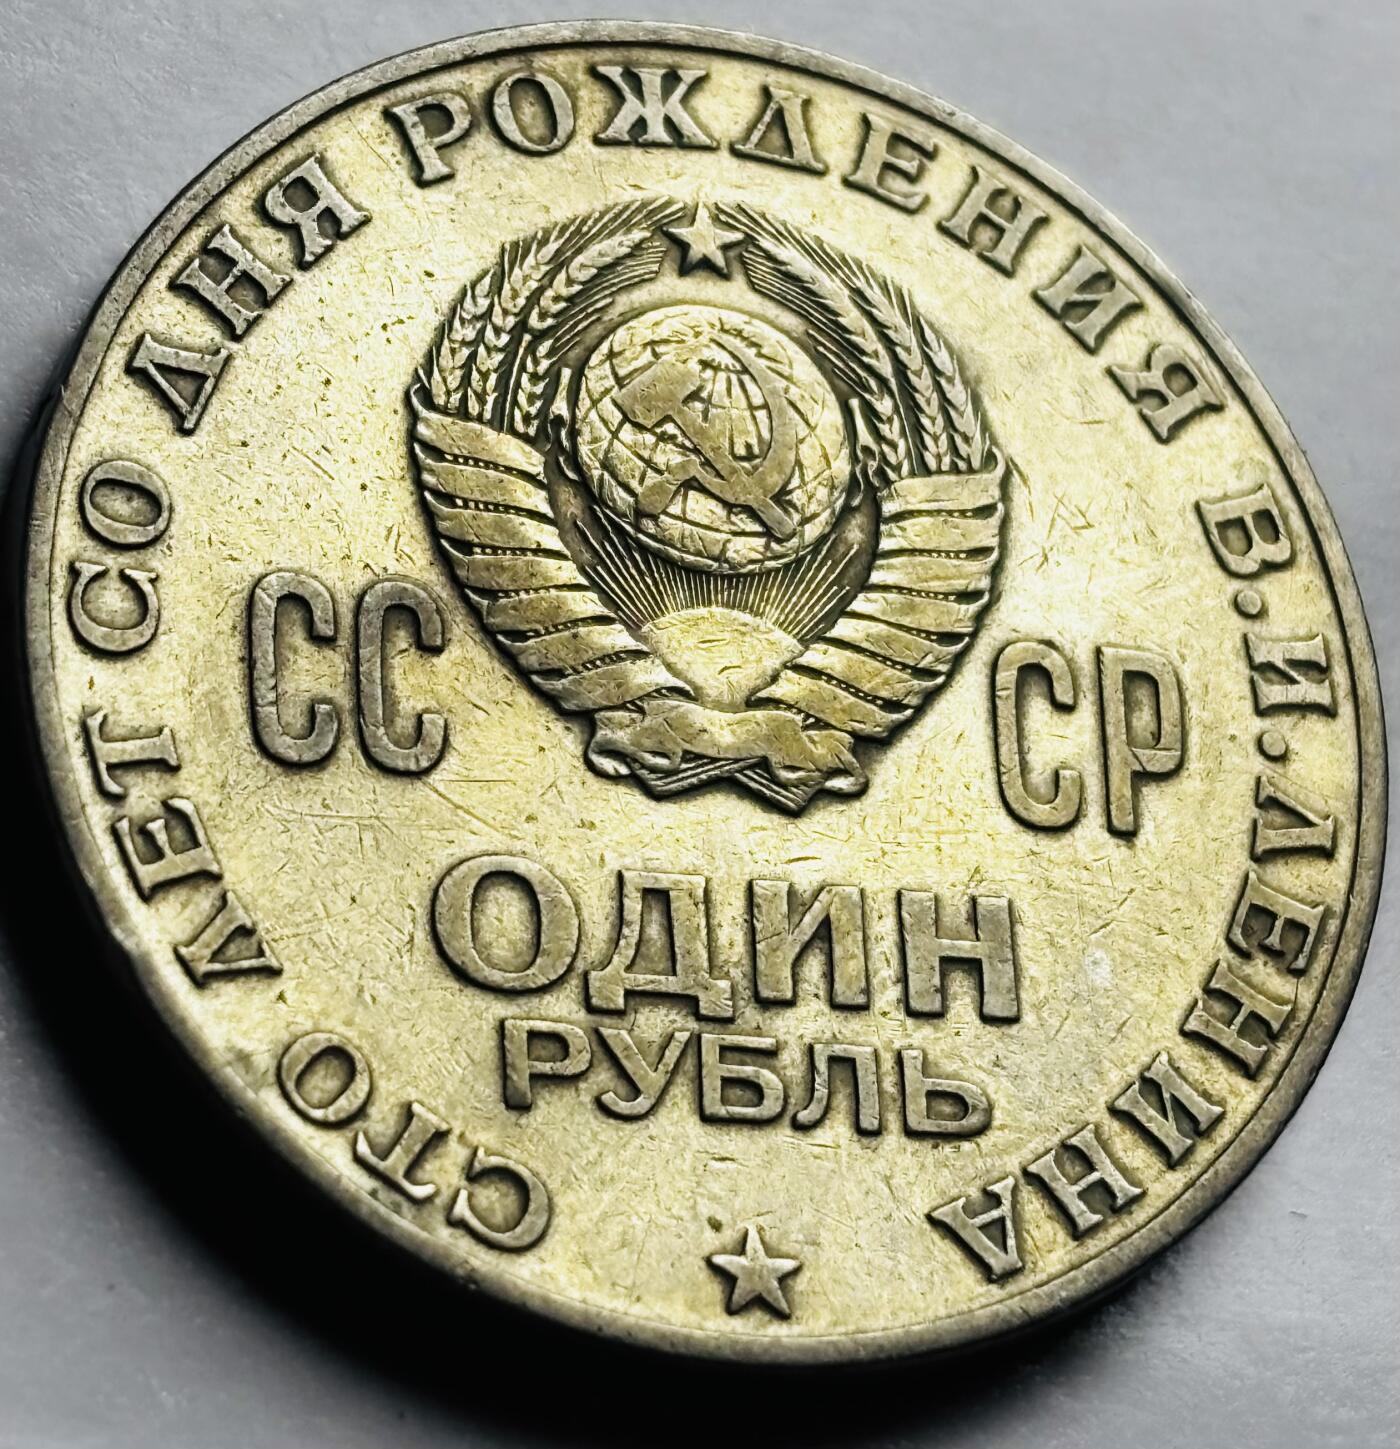 СТО ЛЕТ СО ДНЯ РОЖДЕНИЯ В.И.ЛЕНИНА
СС СР
ОДИН
РУБЛЬ